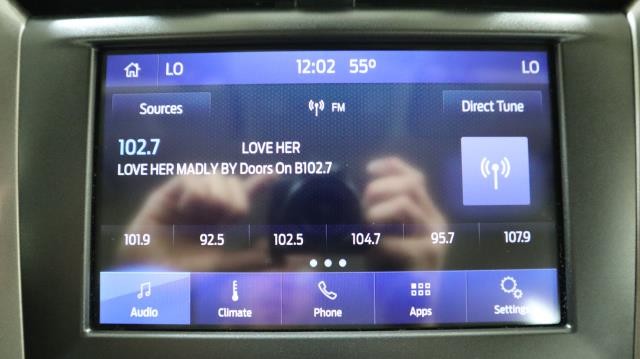 LO 12:02 55° LO
Sources FM Direct Tune
102.7 LOVE HER
LOVE HER MADLY BY Doors On B102.7
101.9 92.5 102.5 104.7 95.7 107.9
Audio Climate Phone Apps Settings